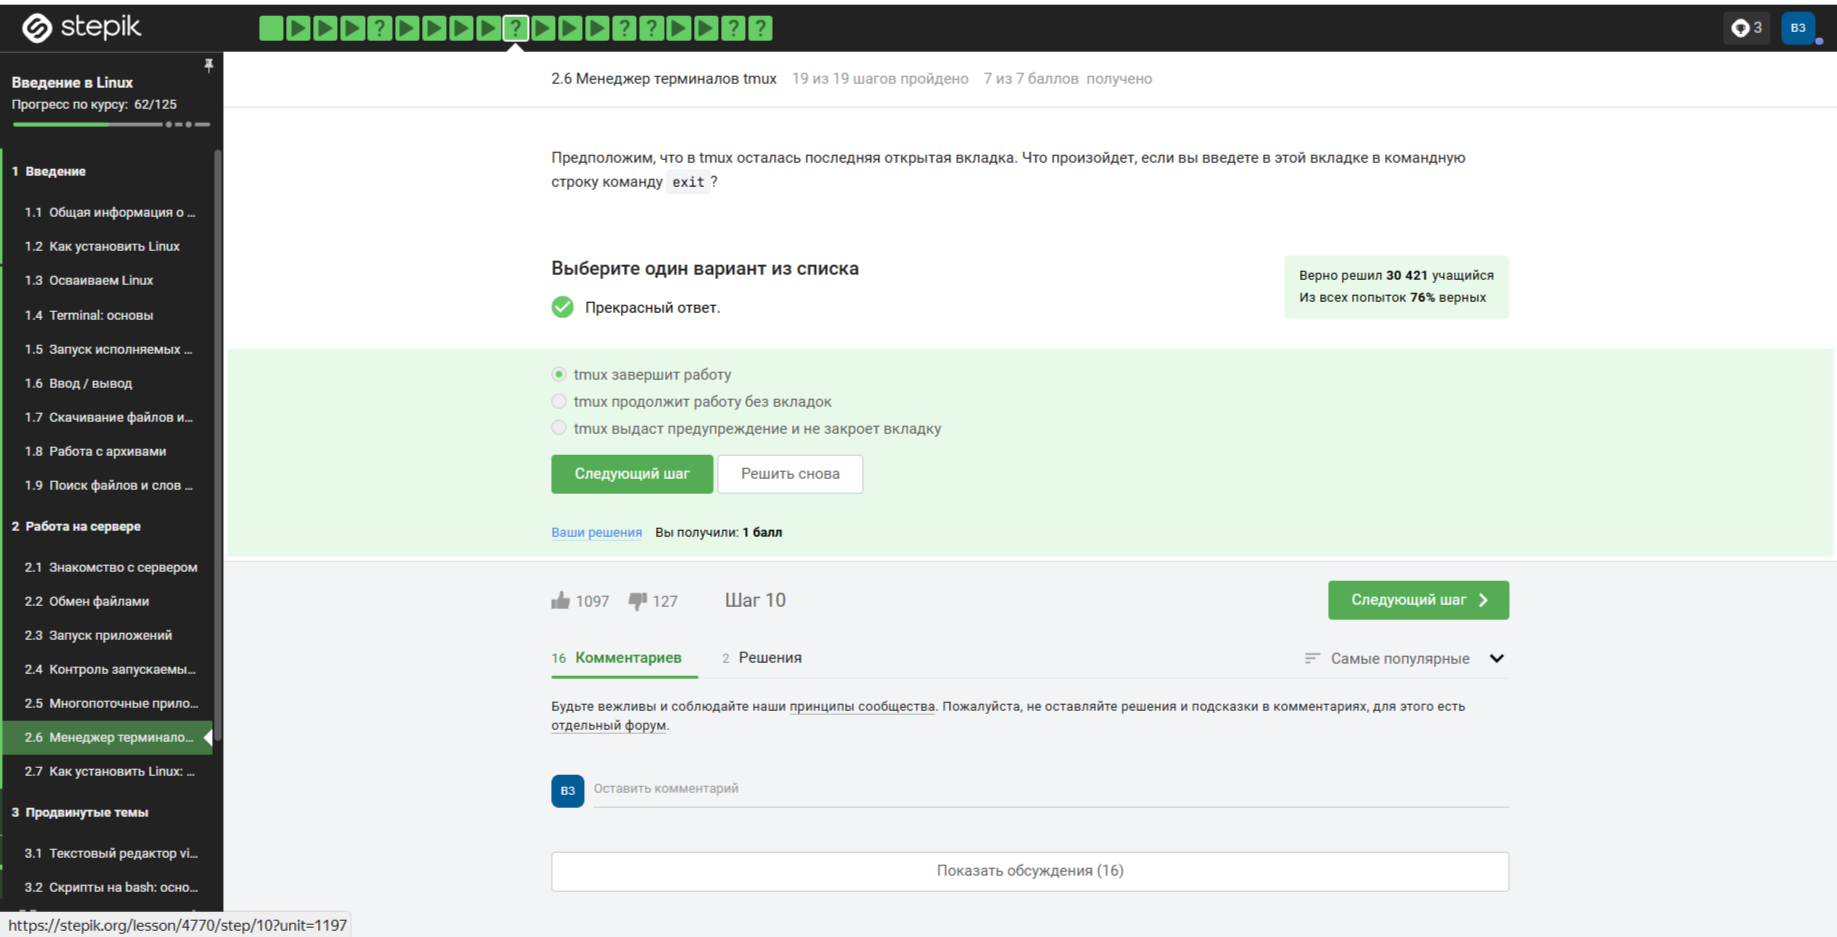 stepik
3
ВЗ
Введение в Linux
Прогресс по курсу: 62/125
1 Введение
1.1 Общая информация о ...
1.2 Как установить Linux
1.3 Осваиваем Linux
1.4 Terminal: основы
1.5 Запуск исполняемых ...
1.6 Ввод / вывод
1.7 Скачивание файлов и...
1.8 Работа с архивами
1.9 Поиск файлов и слов ...
2 Работа на сервере
2.1 Знакомство с сервером
2.2 Обмен файлами
2.3 Запуск приложений
2.4 Контроль запускаемы...
2.5 Многопоточные прило...
2.6 Менеджер терминало...
2.7 Как установить Linux: ...
3 Продвинутые темы
3.1 Текстовый редактор vi...
3.2 Скрипты на bash: осно...
https://stepik.org/lesson/4770/step/10?unit=1197
2.6 Менеджер терминалов tmux 19 из 19 шагов пройдено 7 из 7 баллов получено
Предположим, что в tmux осталась последняя открытая вкладка. Что произойдет, если вы введете в этой вкладке в командную
строку команду exit ?
Выберите один вариант из списка
Прекрасный ответ.
Верно решил 30 421 учащийся
Из всех попыток 76% верных
tmux завершит работу
tmux продолжит работу без вкладок
tmux выдаст предупреждение и не закроет вкладку
Следующий шаг Решить снова
Ваши решения Вы получили: 1 балл
1097 127 Шаг 10 Следующий шаг
16 Комментариев 2 Решения Самые популярные
Будьте вежливы и соблюдайте наши принципы сообщества. Пожалуйста, не оставляйте решения и подсказки в комментариях, для этого есть
отдельный форум.
ВЗ Оставить комментарий
Показать обсуждения (16)